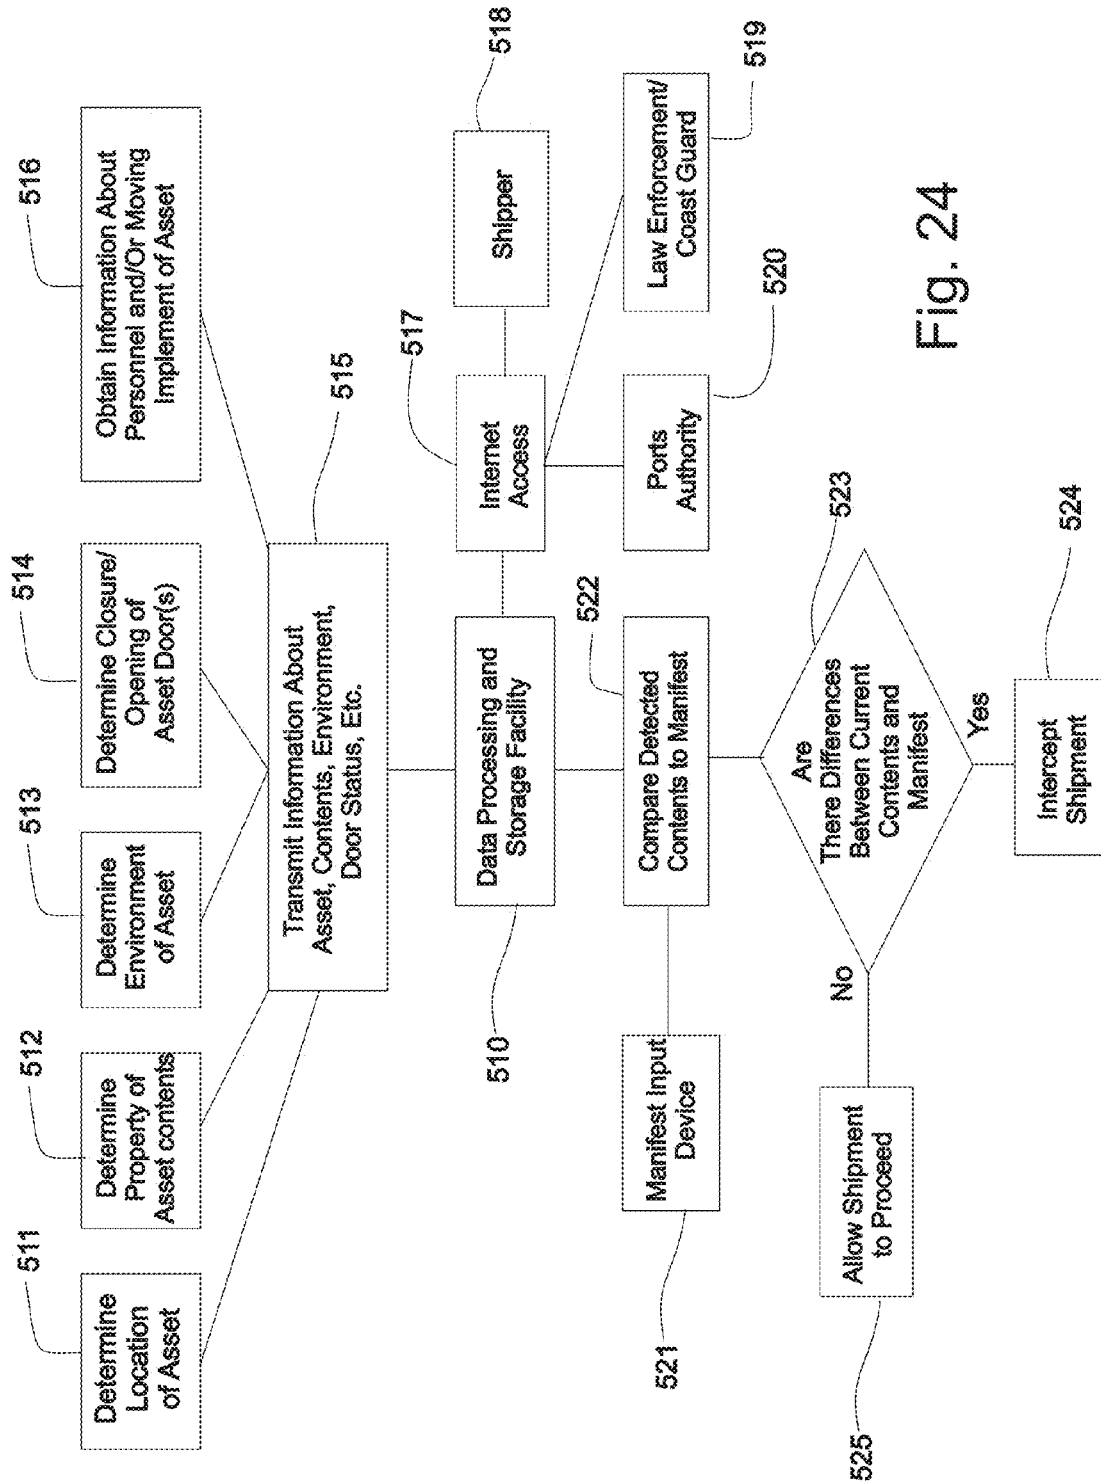 511
Determine
Location
of Asset
512
Determine
Property of
Asset contents
513
Determine
Environment
of Asset
514
Determine Closure/
Opening of
Asset Door(s)
516
Obtain Information About
Personnel and/Or Moving
Implement of Asset
515
Transmit Information About
Asset, Contents, Environment,
Door Status, Etc.
510
Data Processing and
Storage Facility
517
Internet
Access
518
Shipper
521
Manifest Input
Device
522
Compare Detected
Contents to Manifest
520
Ports
Authority
519
Law Enforcement/
Coast Guard
523
Are
There Differences
Between Current
Contents and
Manifest
No
Yes
525
Allow Shipment
to Proceed
524
Intercept
Shipment
Fig. 24